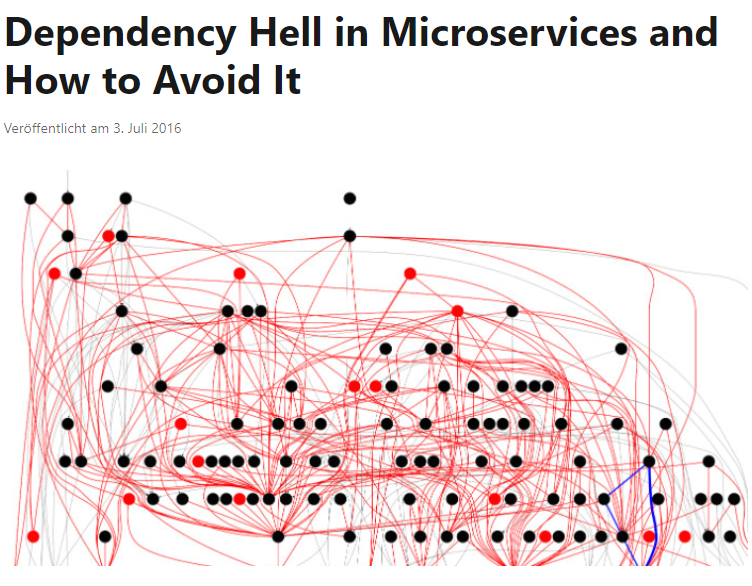 Dependency Hell in Microservices and
How to Avoid It
Veröffentlicht am 3. Juli 2016